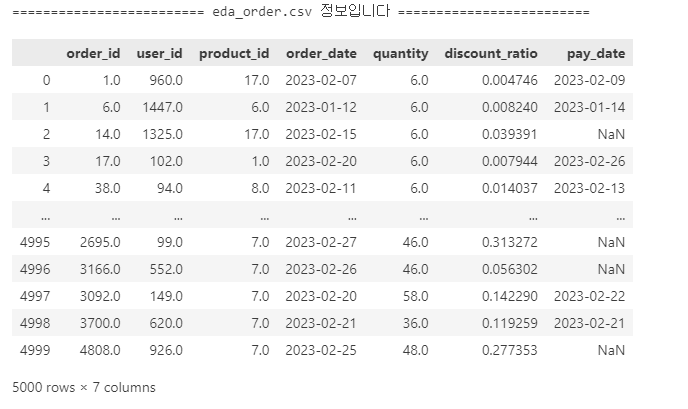 ========================= eda_order.csv 정보입니다 =========================
order_id user_id product_id order_date quantity discount_ratio pay_date
0 1.0 960.0 17.0 2023-02-07 6.0 0.004746 2023-02-09
1 6.0 1447.0 6.0 2023-01-12 6.0 0.008240 2023-01-14
2 14.0 1325.0 17.0 2023-02-15 6.0 0.039391 NaN
3 17.0 102.0 1.0 2023-02-20 6.0 0.007944 2023-02-26
4 38.0 94.0 8.0 2023-02-11 6.0 0.014037 2023-02-13
... ... ... ... ... ... ... ...
4995 2695.0 99.0 7.0 2023-02-27 46.0 0.313272 NaN
4996 3166.0 552.0 7.0 2023-02-26 46.0 0.056302 NaN
4997 3092.0 149.0 7.0 2023-02-20 58.0 0.142290 2023-02-22
4998 3700.0 620.0 7.0 2023-02-21 36.0 0.119259 2023-02-21
4999 4808.0 926.0 7.0 2023-02-25 48.0 0.277353 NaN
5000 rows × 7 columns